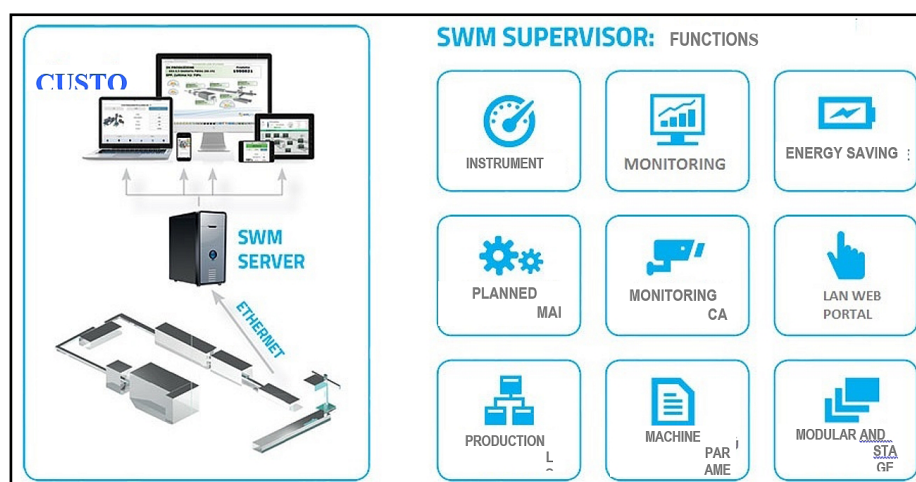 CUSTO
SWM
SERVER
ETHERNET
SWM SUPERVISOR: FUNCTIONS
INSTRUMENT
MONITORING
ENERGY SAVING
PLANNED
MAI
MONITORING
CA
LAN WEB
PORTAL
PRODUCTION
L
MACHINE
PAR
AME
MODULAR AND
STA
GE